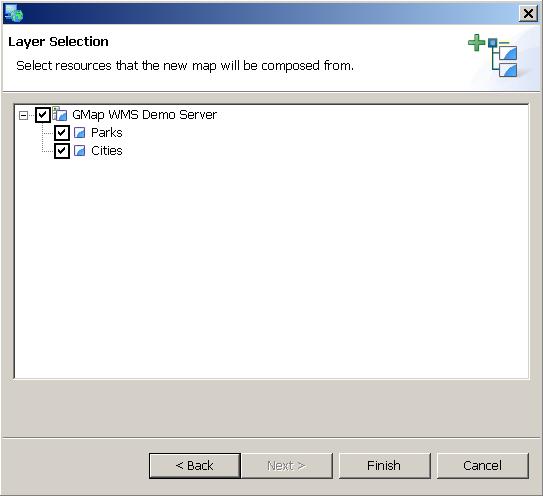 Layer Selection
Select resources that the new map will be composed from.
GMap WMS Demo Server
Parks
Cities
< Back
Next >
Finish
Cancel